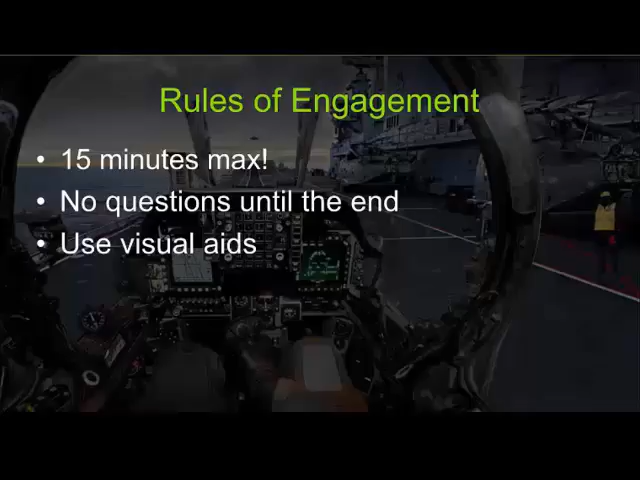 Rules of Engagement
• 15 minutes max!
• No questions until the end
• Use visual aids